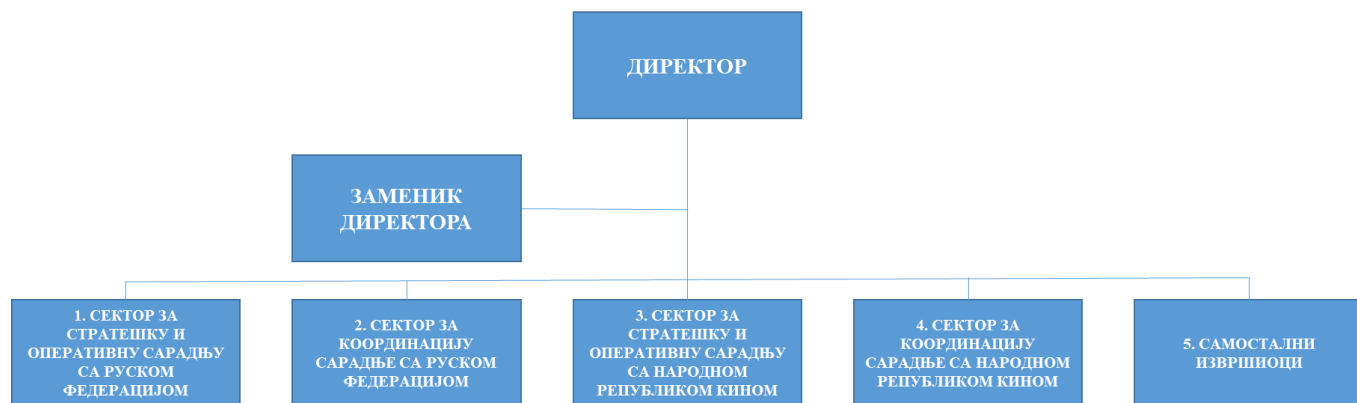 ДИРЕКТОР
ЗАМЕНИК
ДИРЕКТОРА
1. СЕКТОР ЗА
СТРАТЕШКУ И
ОПЕРАТИВНУ САРАДЊУ
СА РУСКОМ
ФЕДЕРАЦИЈОМ
2. СЕКТОР ЗА
КООРДИНАЦИЈУ
САРАДЊЕ СА РУСКОМ
ФЕДЕРАЦИЈОМ
3. СЕКТОР ЗА
СТРАТЕШКУ И
ОПЕРАТИВНУ САРАДЊУ
СА НАРОДНОМ
РЕПУБЛИКОМ КИНОМ
4. СЕКТОР ЗА
КООРДИНАЦИЈУ
САРАДЊЕ СА НАРОДНОМ
РЕПУБЛИКОМ КИНОМ
5. САМОСТАЛНИ
ИЗВРШИОЦИ